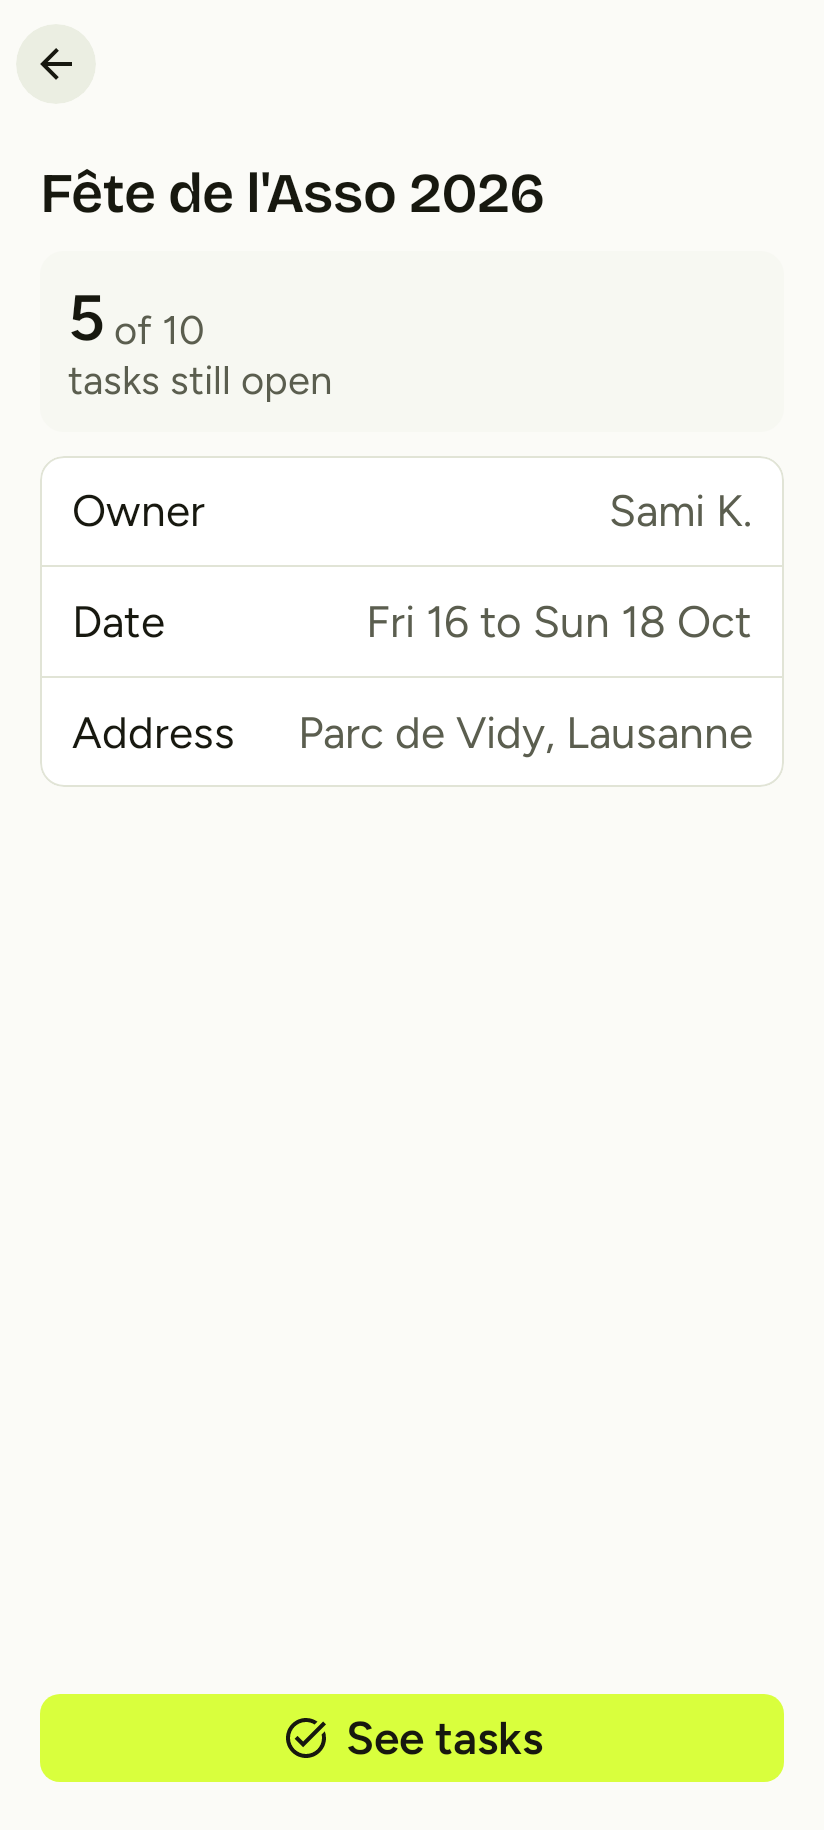 Fête de l'Asso 2026
5 of 10
tasks still open
Owner Sami K.
Date Fri 16 to Sun 18 Oct
Address Parc de Vidy, Lausanne
See tasks